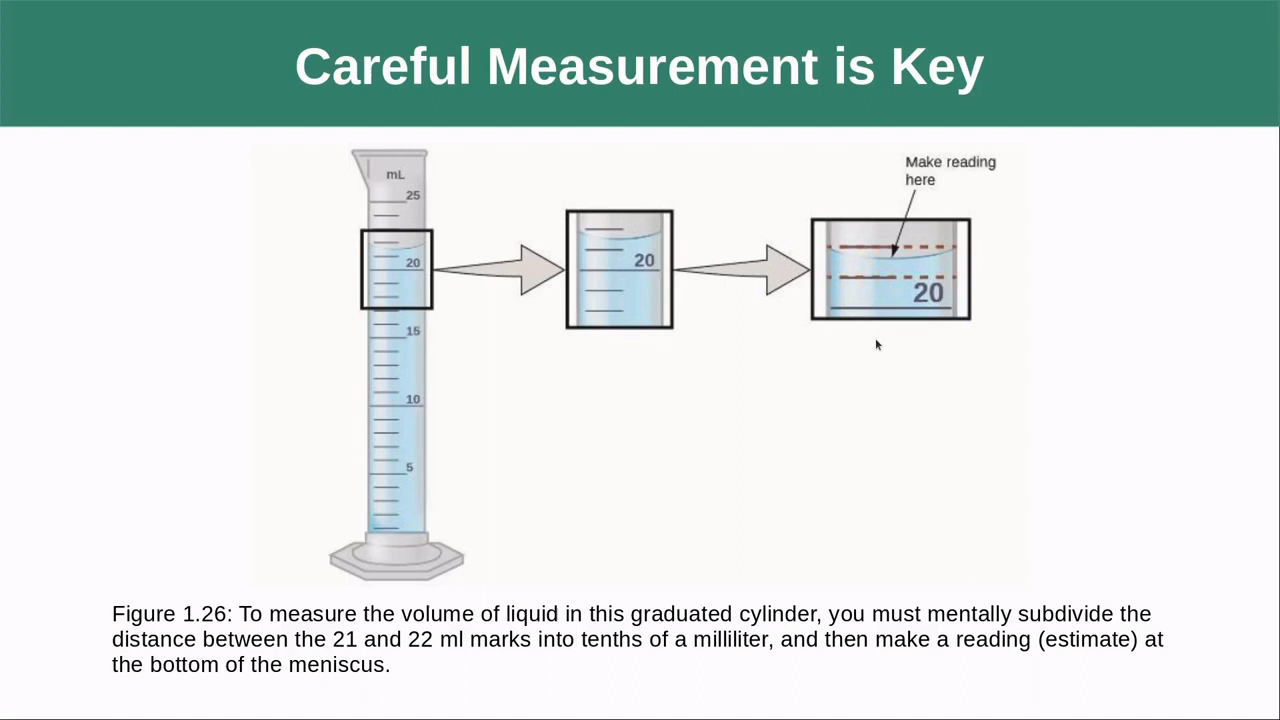 Careful Measurement is Key
Make reading
here
mL
25
20
15
10
5
20
20
Figure 1.26: To measure the volume of liquid in this graduated cylinder, you must mentally subdivide the
distance between the 21 and 22 ml marks into tenths of a milliliter, and then make a reading (estimate) at
the bottom of the meniscus.